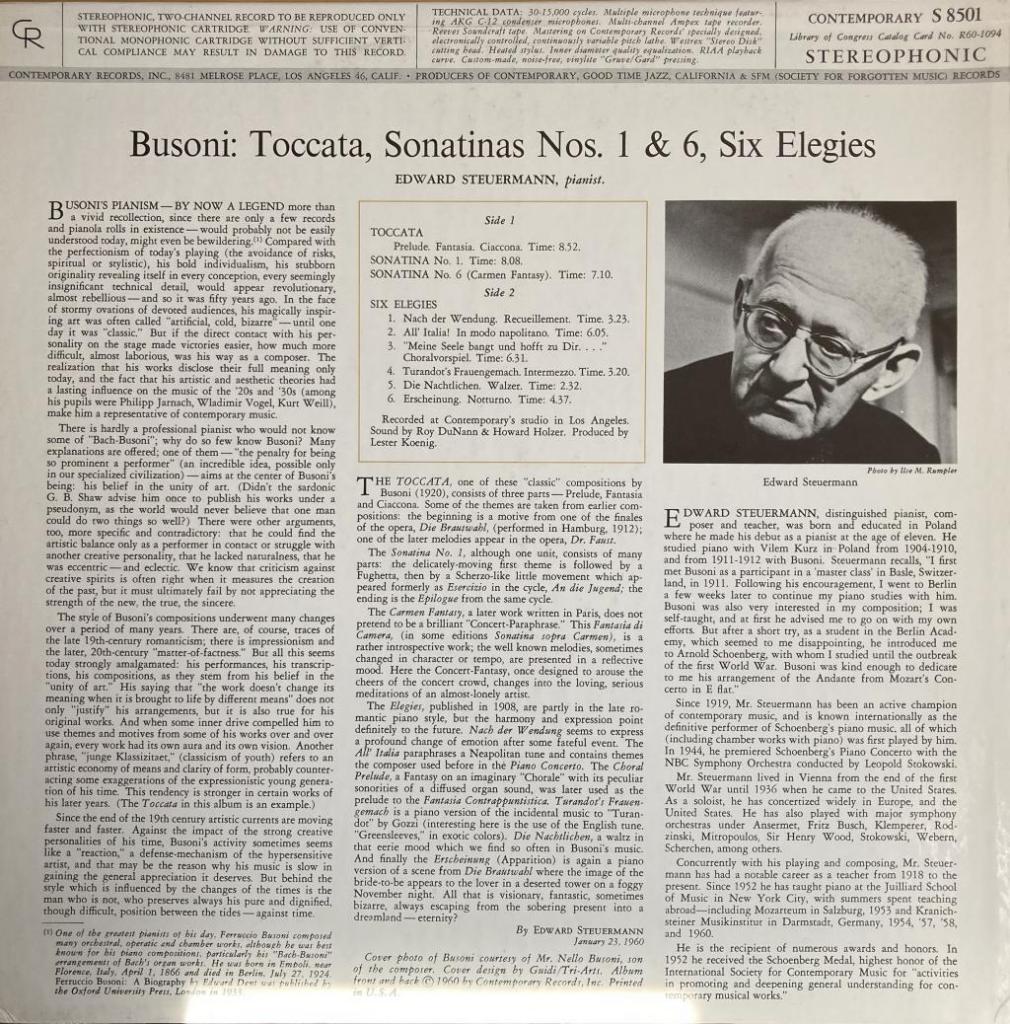 CR
STEREOPHONIC, TWO-CHANNEL RECORD TO BE REPRODUCED ONLY
WITH STEREOPHONIC CARTRIDGE WARNING: USE OF CONVEN-
TIONAL MONOPHONIC CARTRIDGE WITHOUT SUFFICIENT VERTI-
CAL COMPLIANCE MAY RESULT IN DAMAGE TO THIS RECORD.
TECHNICAL DATA: 30-15,000 cycles. Multiple microphone technique featur-
ing AKG C-12 condenser microphones. Multi-channel Ampex tape recorder.
Reeves Soundcraft tape. Mastering on Contemporary Records' specially designed,
electronically controlled, continuously variable pitch lathe. Westrex "Stereo Disk"
cutting head. Heated stylus. Inner diameter quality equalization. RIAA playback
curve. Custom-made, noise-free, vinylite "Gruve/Gard" pressing.
CONTEMPORARY S 8501
Library of Congress Catalog Card No. R60-1094
STEREOPHONIC
CONTEMPORARY RECORDS, INC., 8481 MELROSE PLACE, LOS ANGELES 46, CALIF. • PRODUCERS OF CONTEMPORARY, GOOD TIME JAZZ, CALIFORNIA & SFM (SOCIETY FOR FORGOTTEN MUSIC) RECORDS
Busoni: Toccata, Sonatinas Nos. 1 & 6, Six Elegies
EDWARD STEUERMANN, pianist.
BUSONI'S PIANISM — BY NOW A LEGEND more than
a vivid recollection, since there are only a few records
and pianola rolls in existence — would probably not be easily
understood today, might even be bewildering.(1) Compared with
the perfectionism of today's playing (the avoidance of risks,
spiritual or stylistic), his bold individualism, his stubborn
originality revealing itself in every conception, every seemingly
insignificant technical detail, would appear revolutionary,
almost rebellious — and so it was fifty years ago. In the face
of stormy ovations of devoted audiences, his magically inspir-
ing art was often called "artificial, cold, bizarre" — until one
day it was "classic." But if the direct contact with his per-
sonality on the stage made victories easier, how much more
difficult, almost laborious, was his way as a composer. The
realization that his works disclose their full meaning only
today, and the fact that his artistic and aesthetic theories had
a lasting influence on the music of the '20s and '30s (among
his pupils were Philipp Jarnach, Wladimir Vogel, Kurt Weill),
make him a representative of contemporary music.
There is hardly a professional pianist who would not know
some of "Bach-Busoni"; why do so few know Busoni? Many
explanations are offered; one of them — "the penalty for being
so prominent a performer" (an incredible idea, possible only
in our specialized civilization) — aims at the center of Busoni's
being: his belief in the unity of art. (Didn't the sardonic
G. B. Shaw advise him once to publish his works under a
pseudonym, as the world would never believe that one man
could do two things so well?) There were other arguments,
too, more specific and contradictory: that he could find the
artistic balance only as a performer in contact or struggle with
another creative personality, that he lacked naturalness, that he
was eccentric — and eclectic. We know that criticism against
creative spirits is often right when it measures the creation
of the past, but it must ultimately fail by not appreciating the
strength of the new, the true, the sincere.
The style of Busoni's compositions underwent many changes
over a period of many years. There are, of course, traces of
the late 19th-century romanticism; there is impressionism and
the later, 20th-century "matter-of-factness." But all this seems
today strongly amalgamated: his performances, his transcrip-
tions, his compositions, as they stem from his belief in the
"unity of art." His saying that "the work doesn't change its
meaning when it is brought to life by different means" does not
only "justify" his arrangements, but it is also true for his
original works. And when some inner drive compelled him to
use themes and motives from some of his works over and over
again, every work had its own aura and its own vision. Another
phrase, "junge Klassizitaet," (classicism of youth) refers to an
artistic economy of means and clarity of form, probably counter-
acting some exaggerations of the expressionistic young genera-
tion of his time. This tendency is stronger in certain works of
his later years. (The Toccata in this album is an example.)
Since the end of the 19th century artistic currents are moving
faster and faster. Against the impact of the strong creative
personalities of his time, Busoni's activity sometimes seems
like a "reaction," a defense-mechanism of the hypersensitive
artist, and that may be the reason why his music is slow in
gaining the general appreciation it deserves. But behind the
style which is influenced by the changes of the times is the
man who is not, who preserves always his pure and dignified,
though difficult, position between the tides — against time.
(1) One of the greatest pianists of his day, Ferruccio Busoni composed
many orchestral, operatic and chamber works, although he was best
known for his piano compositions, particularly his "Bach-Busoni"
arrangements of Bach's organ works. He was born in Emboli, near
Florence, Italy, April 1, 1866 and died in Berlin, July 27, 1924.
Ferruccio Busoni: A Biography by Edward Dent was published by
the Oxford University Press, London in 1933.
Side 1
TOCCATA
Prelude. Fantasia. Ciaccona. Time: 8.52.
SONATINA No. 1. Time: 8.08.
SONATINA No. 6 (Carmen Fantasy). Time: 7.10.
Side 2
SIX ELEGIES
1. Nach der Wendung. Recueillement. Time: 3.23.
2. All' Italia! In modo napolitano. Time: 6.05.
3. "Meine Seele bangt und hofft zu Dir. . . ."
Choralvorspiel. Time: 6.31.
4. Turandot's Frauengemach. Intermezzo. Time: 3.20.
5. Die Nachtlichen. Walzer. Time: 2.32.
6. Erscheinung. Notturno. Time: 4.37.
Recorded at Contemporary's studio in Los Angeles.
Sound by Roy DuNann & Howard Holzer. Produced by
Lester Koenig.
THE TOCCATA, one of these "classic" compositions by
Busoni (1920), consists of three parts — Prelude, Fantasia
and Ciaccona. Some of the themes are taken from earlier com-
positions: the beginning is a motive from one of the finales
of the opera, Die Brautwahl, (performed in Hamburg, 1912);
one of the later melodies appear in the opera, Dr. Faust.
The Sonatina No. 1, although one unit, consists of many
parts: the delicately-moving first theme is followed by a
Fughetta, then by a Scherzo-like little movement which ap-
peared formerly as Esercizio in the cycle, An die Jugend; the
ending is the Epilogue from the same cycle.
The Carmen Fantasy, a later work written in Paris, does not
pretend to be a brilliant "Concert-Paraphrase." This Fantasia di
Camera, (in some editions Sonatina sopra Carmen), is a
rather introspective work; the well known melodies, sometimes
changed in character or tempo, are presented in a reflective
mood. Here the Concert-Fantasy, once designed to arouse the
cheers of the concert crowd, changes into the loving, serious
meditations of an almost-lonely artist.
The Elegies, published in 1908, are partly in the late ro-
mantic piano style, but the harmony and expression point
definitely to the future. Nach der Wendung seems to express
a profound change of emotion after some fateful event. The
All' Italia paraphrases a Neapolitan tune and contains themes
the composer used before in the Piano Concerto. The Choral
Prelude, a Fantasy on an imaginary "Chorale" with its peculiar
sonorities of a diffused organ sound, was later used as the
prelude to the Fantasia Contrappuntistica. Turandot's Frauen-
gemach is a piano version of the incidental music to "Turan-
dot" by Gozzi (interesting here is the use of the English tune,
"Greensleeves," in exotic colors). Die Nachtlichen, a waltz in
that eerie mood which we find so often in Busoni's music.
And finally the Erscheinung (Apparition) is again a piano
version of a scene from Die Brautwahl where the image of the
bride-to-be appears to the lover in a deserted tower on a foggy
November night. All that is visionary, fantastic, sometimes
bizarre, always escaping from the sobering present into a
dreamland — eternity?
By EDWARD STEUERMANN
January 23, 1960
Cover photo of Busoni courtesy of Mr. Nello Busoni, son
of the composer. Cover design by Guidi/Tri-Arts. Album
front and back © 1960 by Contemporary Records, Inc. Printed
in U.S.A.
Photo by Ilse M. Rumpler
Edward Steuermann
EDWARD STEUERMANN, distinguished pianist, com-
poser and teacher, was born and educated in Poland
where he made his debut as a pianist at the age of eleven. He
studied piano with Vilem Kurz in Poland from 1904-1910,
and from 1911-1912 with Busoni. Steuermann recalls, "I first
met Busoni as a participant in a 'master class' in Basle, Switzer-
land, in 1911. Following his encouragement, I went to Berlin
a few weeks later to continue my piano studies with him.
Busoni was also very interested in my composition; I was
self-taught, and at first he advised me to go on with my own
efforts. But after a short try, as a student in the Berlin Acad-
emy, which seemed to me disappointing, he introduced me
to Arnold Schoenberg, with whom I studied until the outbreak
of the first World War. Busoni was kind enough to dedicate
to me his arrangement of the Andante from Mozart's Con-
certo in E flat."
Since 1919, Mr. Steuermann has been an active champion
of contemporary music, and is known internationally as the
definitive performer of Schoenberg's piano music, all of which
(including chamber works with piano) was first played by him.
In 1944, he premiered Schoenberg's Piano Concerto with the
NBC Symphony Orchestra conducted by Leopold Stokowski.
Mr. Steuermann lived in Vienna from the end of the first
World War until 1936 when he came to the United States.
As a soloist, he has concertized widely in Europe, and the
United States. He has also played with major symphony
orchestras under Ansermet, Fritz Busch, Klemperer, Rod-
zinski, Mitropoulos, Sir Henry Wood, Stokowski, Webern,
Scherchen, among others.
Concurrently with his playing and composing, Mr. Steuer-
mann has had a notable career as a teacher from 1918 to the
present. Since 1952 he has taught piano at the Juilliard School
of Music in New York City, with summers spent teaching
abroad—including Mozarteum in Salzburg, 1953 and Kranich-
steiner Musikinstitut in Darmstadt, Germany, 1954, '57, '58,
and 1960.
He is the recipient of numerous awards and honors. In
1952 he received the Schoenberg Medal, highest honor of the
International Society for Contemporary Music for "activities
in promoting and deepening general understanding for con-
temporary musical works."